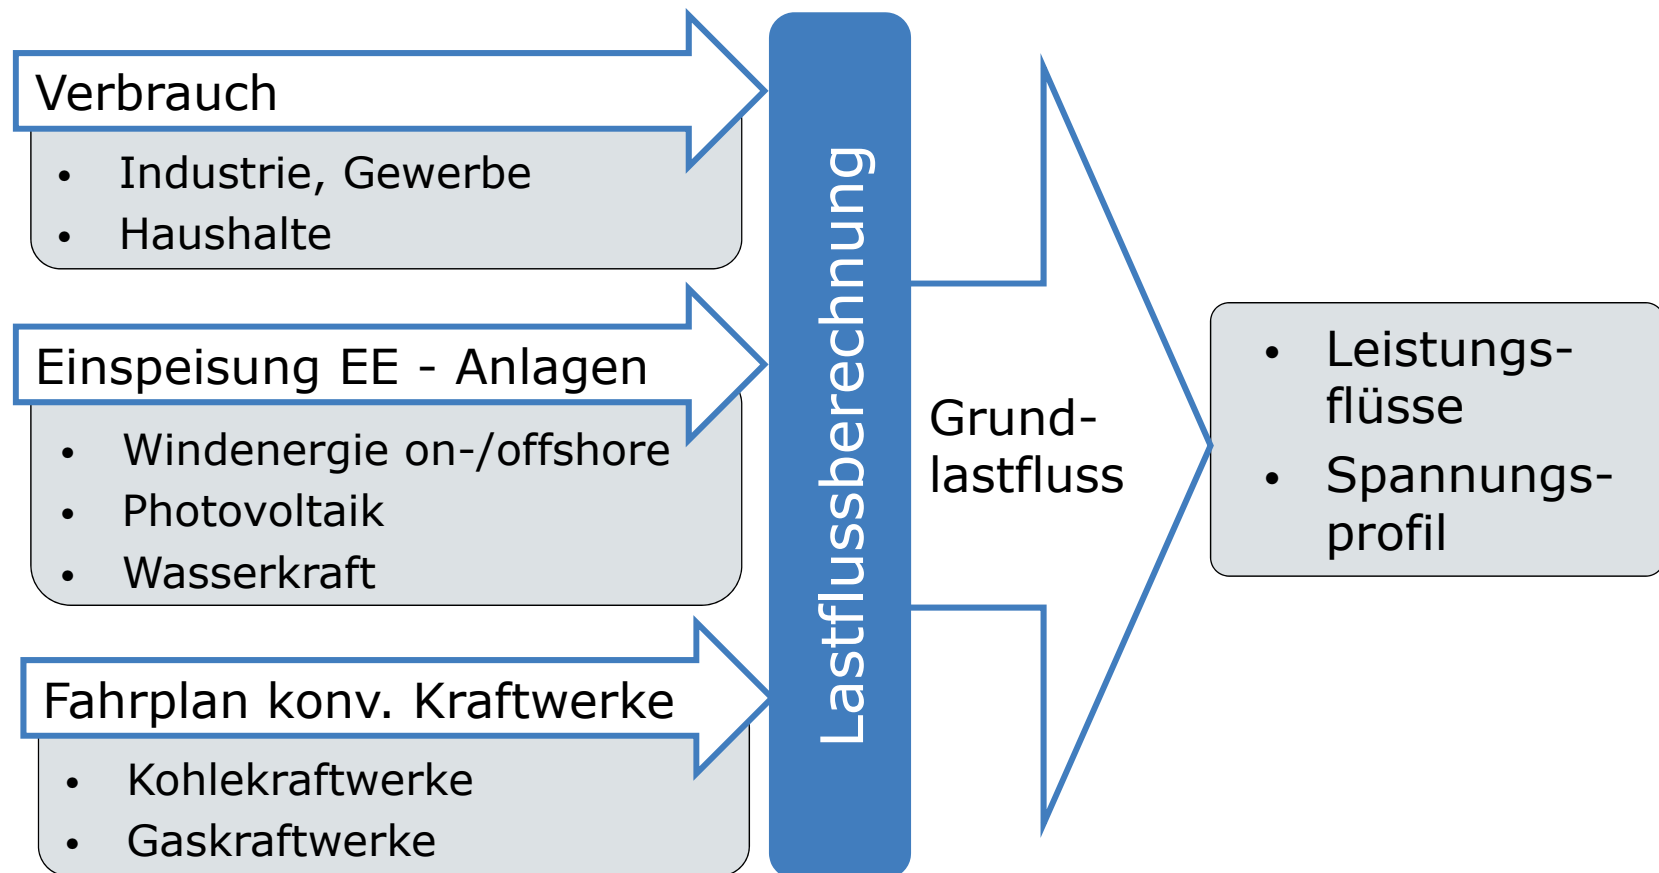 Verbrauch
• Industrie, Gewerbe
• Haushalte
Einspeisung EE - Anlagen
• Windenergie on-/offshore
• Photovoltaik
• Wasserkraft
Fahrplan konv. Kraftwerke
• Kohlekraftwerke
• Gaskraftwerke
Lastflussberechnung
Grund-
lastfluss
• Leistungs-
flüsse
• Spannungs-
profil